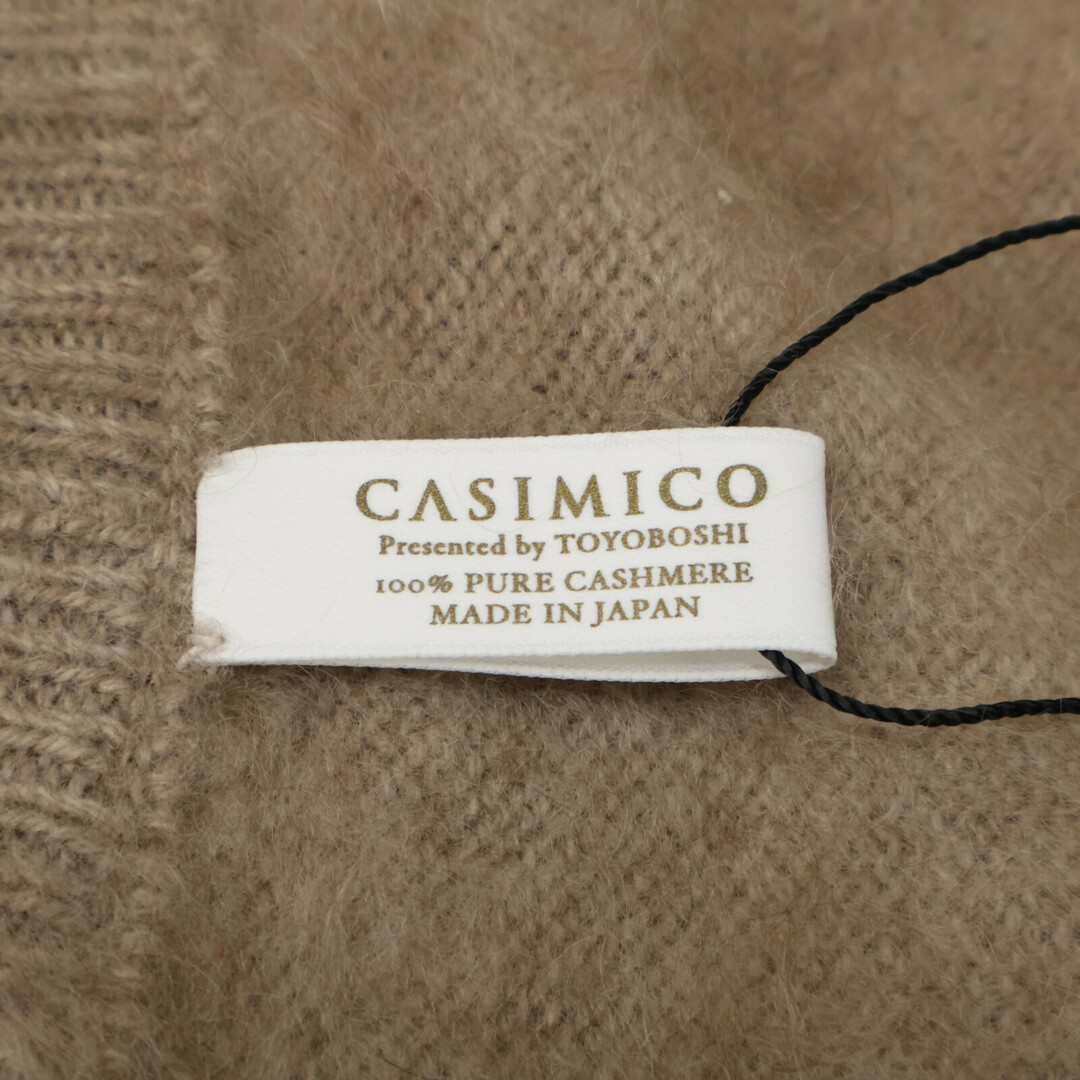 CASIMICO
Presented by TOYOBOSHI
100% PURE CASHMERE
MADE IN JAPAN